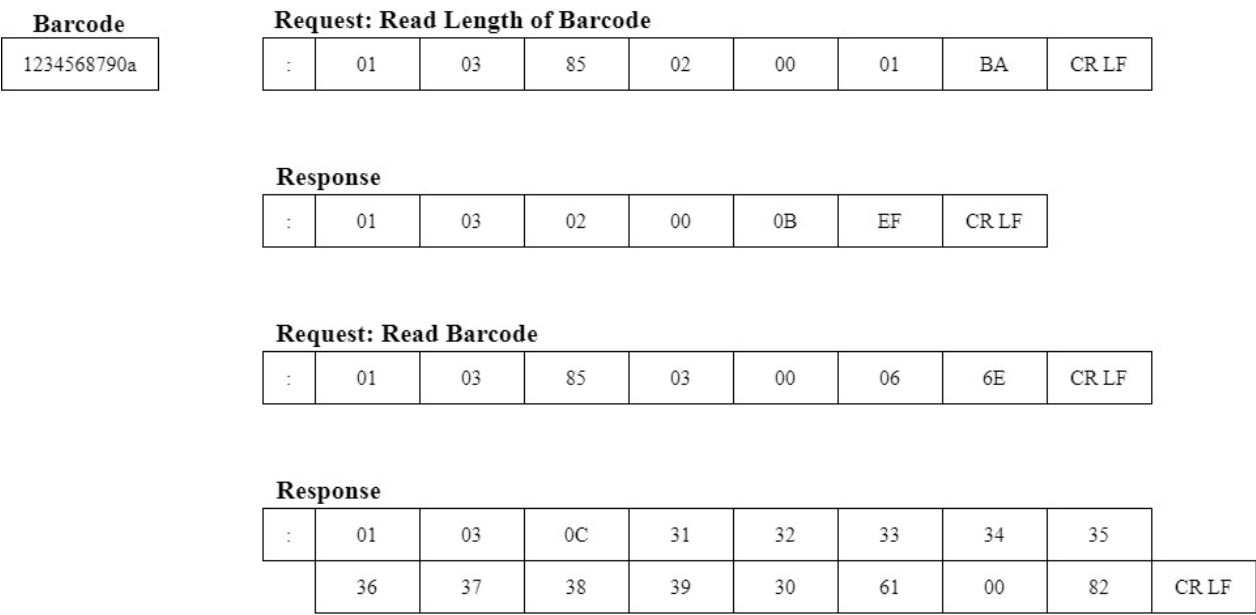 Barcode
1234568790a
Request: Read Length of Barcode
: 01 03 85 02 00 01 BA CR LF
Response
: 01 03 02 00 0B EF CR LF
Request: Read Barcode
: 01 03 85 03 00 06 6E CR LF
Response
: 01 03 0C 31 32 33 34 35
36 37 38 39 30 61 00 82 CR LF